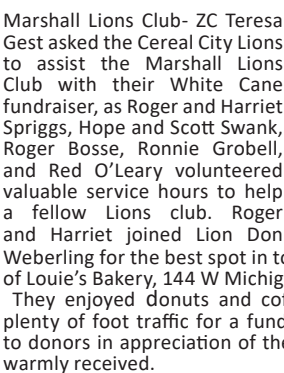 Marshall Lions Club- ZC Teresa
Gest asked the Cereal City Lions
to assist the Marshall Lions
Club with their White Cane
fundraiser, as Roger and Harriet
Spriggs, Hope and Scott Swank,
Roger Bosse, Ronnie Grobell,
and Red O’Leary volunteered
valuable service hours to help
a fellow Lions club. Roger
and Harriet joined Lion Don
Weberling for the best spot in
of Louie’s Bakery, 144 W
They enjoyed donuts and
plenty of foot traffic for a
to donors in appreciation of
warmly received.